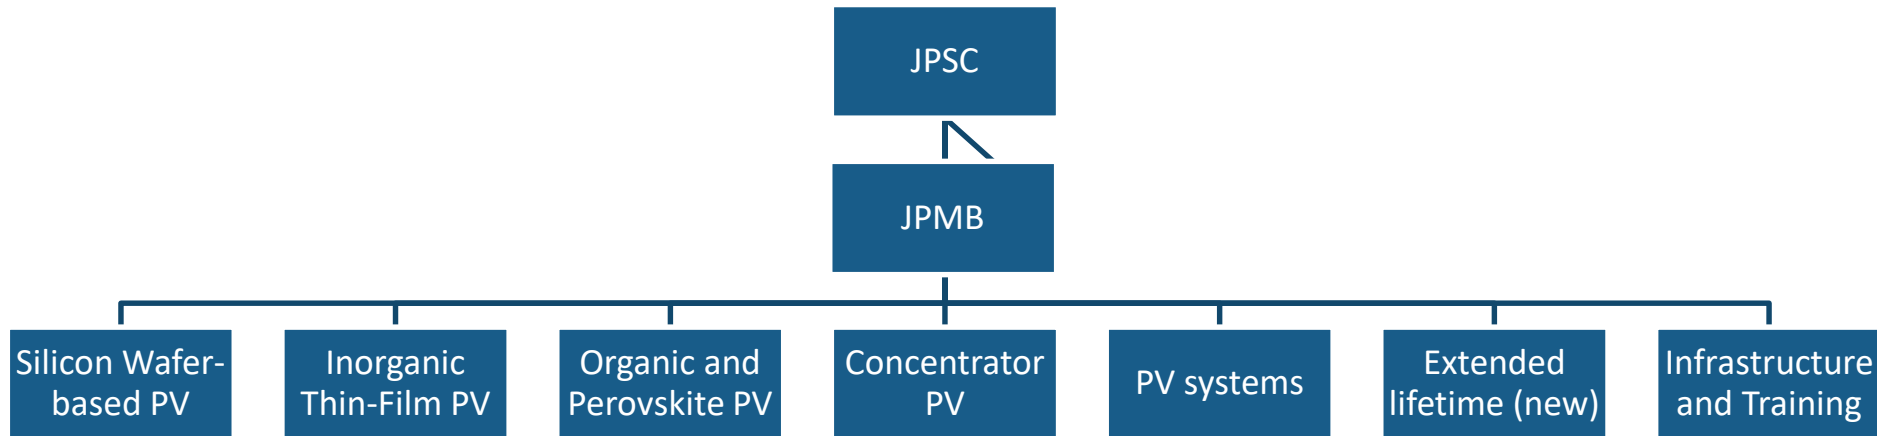 JPSC
JPMB
Silicon Wafer-
based PV
Inorganic
Thin-Film PV
Organic and
Perovskite PV
Concentrator
PV
PV systems
Extended
lifetime (new)
Infrastructure
and Training